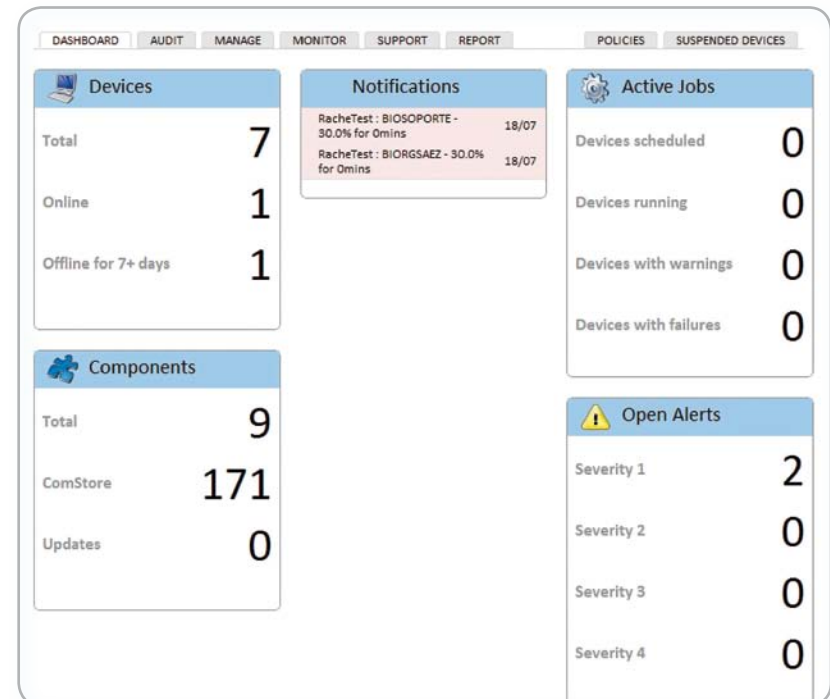 DASHBOARD AUDIT MANAGE MONITOR SUPPORT REPORT POLICIES SUSPENDED DEVICES
Devices
Total 7
Online 1
Offline for 7+ days 1
Components
Total 9
ComStore 171
Updates 0
Notifications
RacheTest : BIOSOPORTE - 18/07
30.0% for 0mins
RacheTest : BIORGSAEZ - 30.0% 18/07
for 0mins
Active Jobs
Devices scheduled 0
Devices running 0
Devices with warnings 0
Devices with failures 0
Open Alerts
Severity 1 2
Severity 2 0
Severity 3 0
Severity 4 0